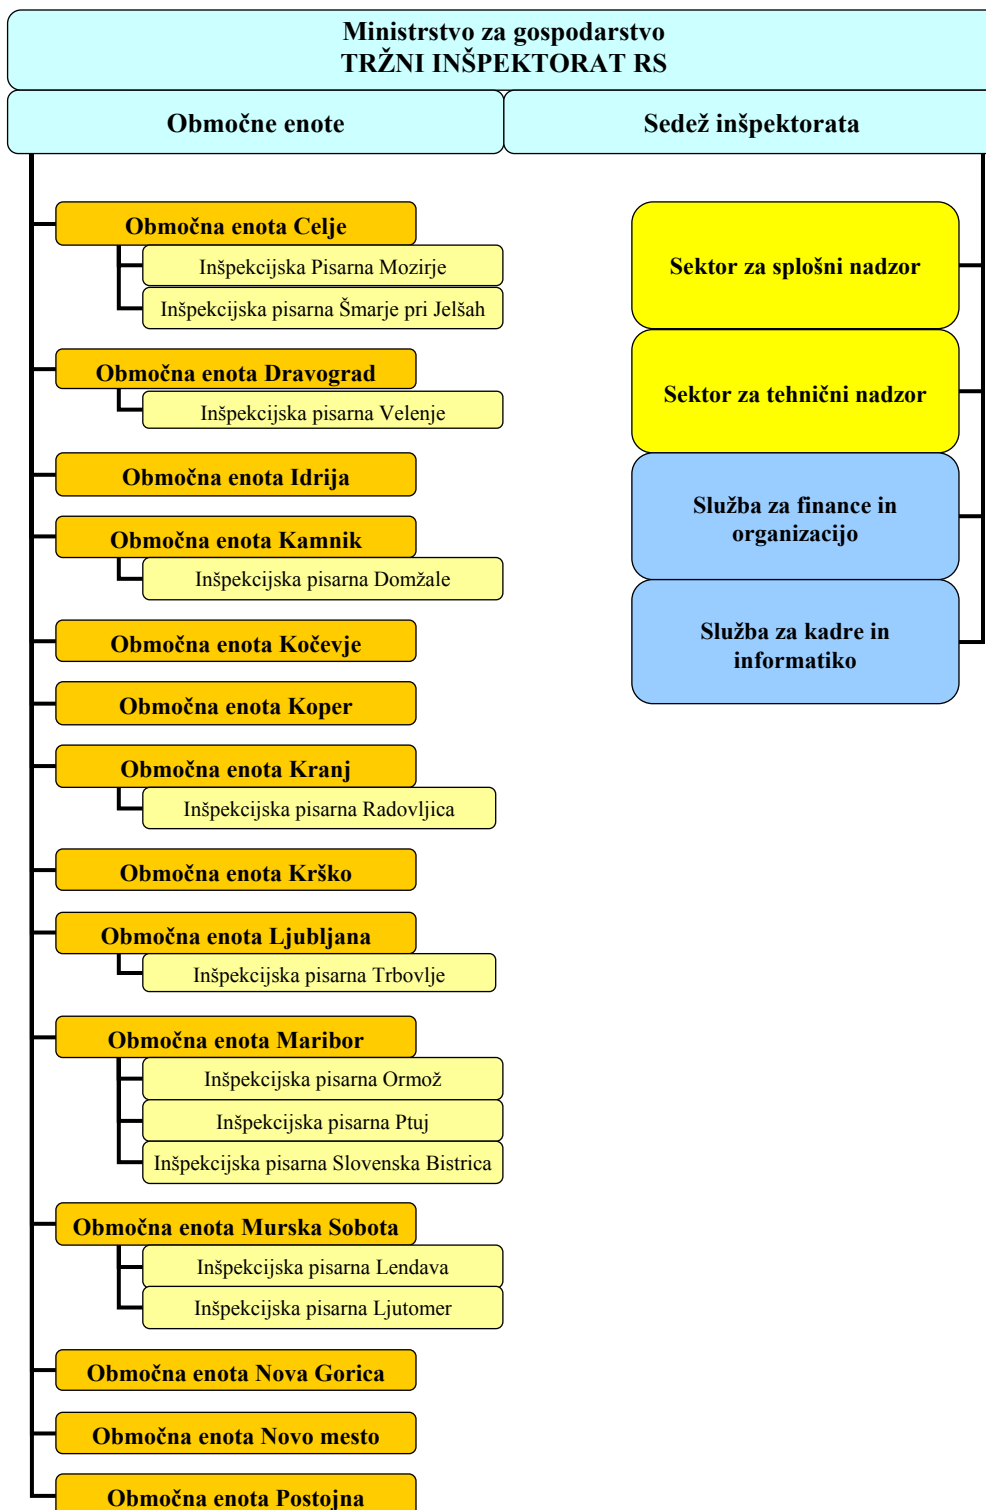 Ministrstvo za gospodarstvo
TRŽNI INŠPEKTORAT RS
Območne enote
Sedež inšpektorata
Območna enota Celje
Inšpekcijska Pisarna Mozirje
Inšpekcijska pisarna Šmarje pri Jelšah
Območna enota Dravograd
Inšpekcijska pisarna Velenje
Območna enota Idrija
Območna enota Kamnik
Inšpekcijska pisarna Domžale
Območna enota Kočevje
Območna enota Koper
Območna enota Kranj
Inšpekcijska pisarna Radovljica
Območna enota Krško
Območna enota Ljubljana
Inšpekcijska pisarna Trbovlje
Območna enota Maribor
Inšpekcijska pisarna Ormož
Inšpekcijska pisarna Ptuj
Inšpekcijska pisarna Slovenska Bistrica
Območna enota Murska Sobota
Inšpekcijska pisarna Lendava
Inšpekcijska pisarna Ljutomer
Območna enota Nova Gorica
Območna enota Novo mesto
Območna enota Postojna
Sektor za splošni nadzor
Sektor za tehnični nadzor
Služba za finance in
organizacijo
Služba za kadre in
informatiko